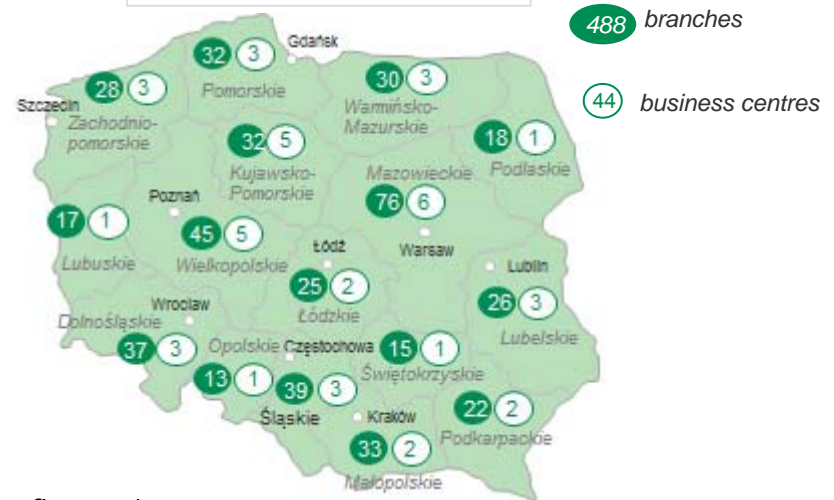 488 branches
44 business centres
32 3
Gdańsk
Pomorskie
28 3
Szczecin
Zachodnio-
pomorskie
30 3
Warmińsko-
Mazurskie
32 5
Kujawsko-
Pomorskie
18 1
Podlaskie
Mazowieckie
76 6
Warsaw
Poznań
17 1
Lubuskie
45 5
Wielkopolskie
Łódź
25 2
Łódzkie
Lublin
26 3
Lubelskie
Wrocław
Dolnośląskie
37 3
Opolskie
13 1
Częstochowa
39 3
Śląskie
15 1
Świętokrzyskie
Kraków
33 2
Małopolskie
22 2
Podkarpackie